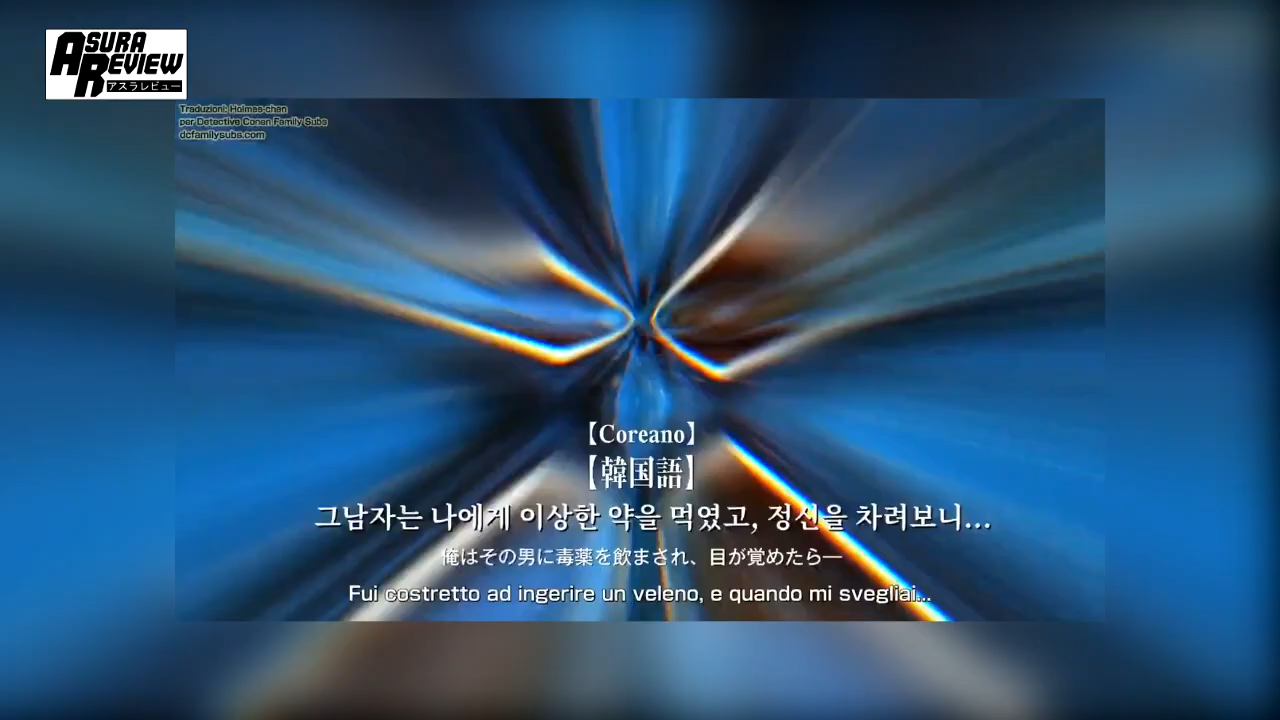 ASURA
REVIEW
アスラレビュー
Traduzioni: Holmes-chan
per Detective Conan Family Subs
dcfamilysubs.com
【Coreano】
【韓国語】
그남자는 나에게 이상한 약을 먹였고, 정신을 차려보니...
俺はその男に毒薬を飲まされ、目が覚めたら―
Fui costretto ad ingerire un veleno, e quando mi svegliai...